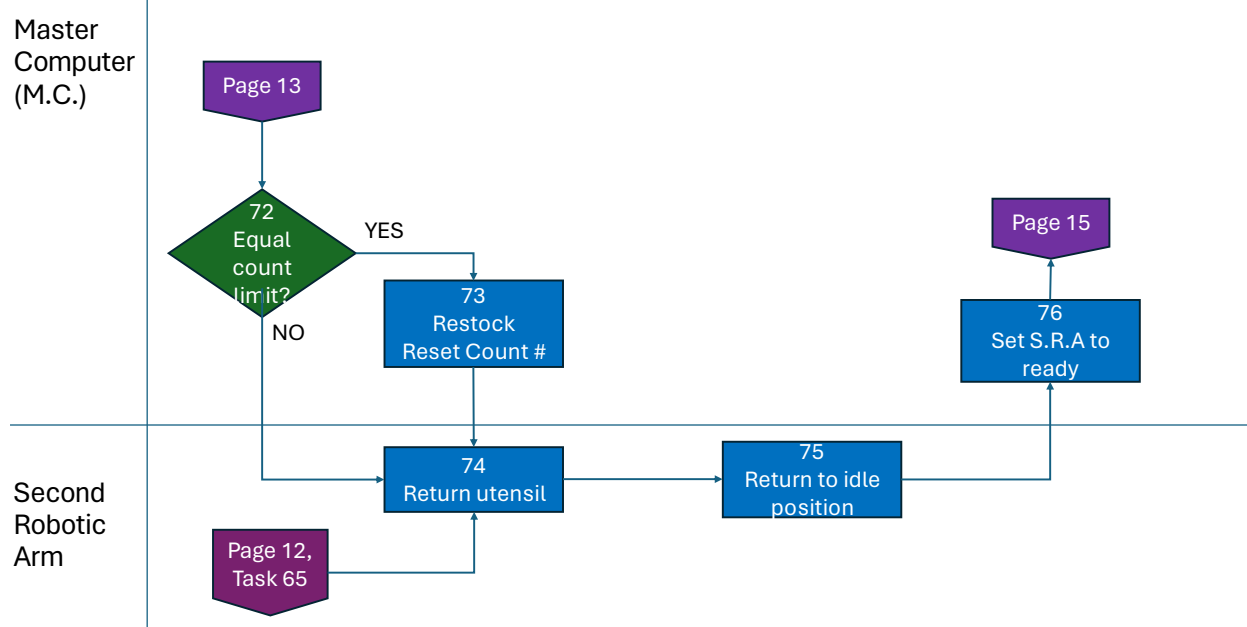 Master
Computer
(M.C.)
Page 13
72
Equal
count
limit?
YES
NO
73
Restock
Reset Count #
Page 15
76
Set S.R.A to
ready
Second
Robotic
Arm
74
Return utensil
75
Return to idle
position
Page 12,
Task 65